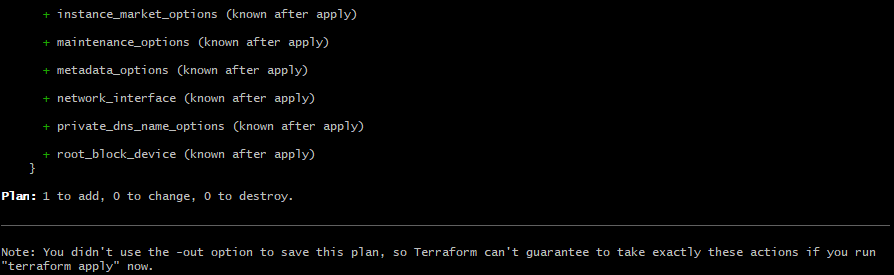 + instance_market_options (known after apply)
+ maintenance_options (known after apply)
+ metadata_options (known after apply)
+ network_interface (known after apply)
+ private_dns_name_options (known after apply)
+ root_block_device (known after apply)
}
Plan: 1 to add, 0 to change, 0 to destroy.
Note: You didn't use the -out option to save this plan, so Terraform can't guarantee to take exactly these actions if you run
"terraform apply" now.